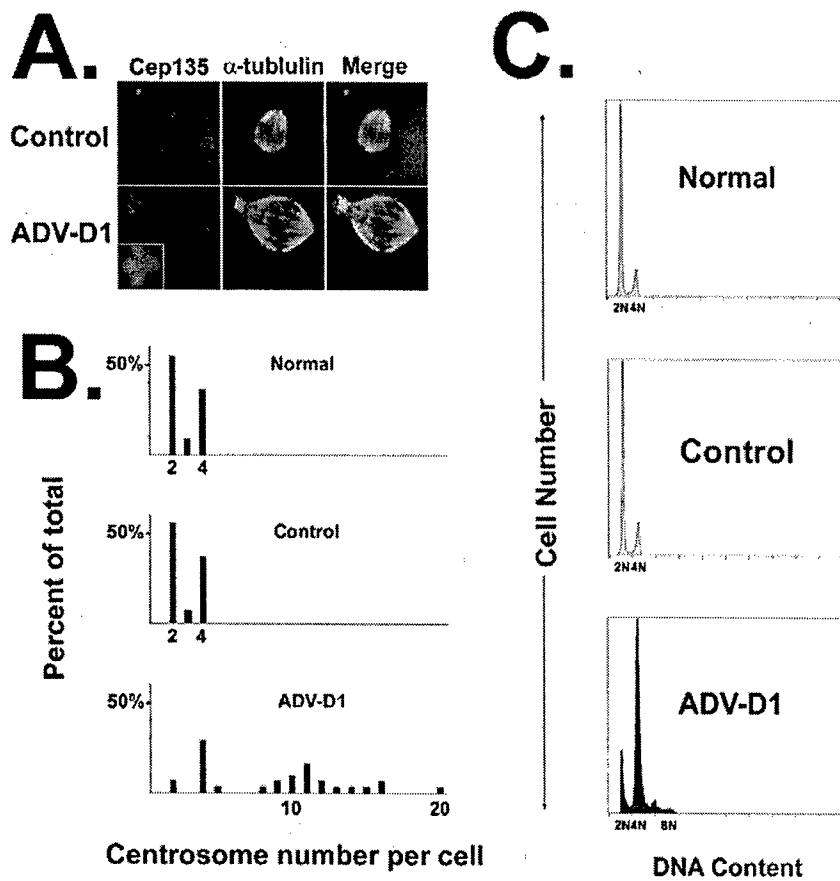 A.
Cep135 α-tublulin Merge
Control
ADV-D1
B.
Percent of total
50%
Normal
2 4
50%
Control
2 4
50%
ADV-D1
10 20
Centrosome number per cell
C.
Cell Number
Normal
2N 4N
Control
2N 4N
ADV-D1
2N 4N 8N
DNA Content